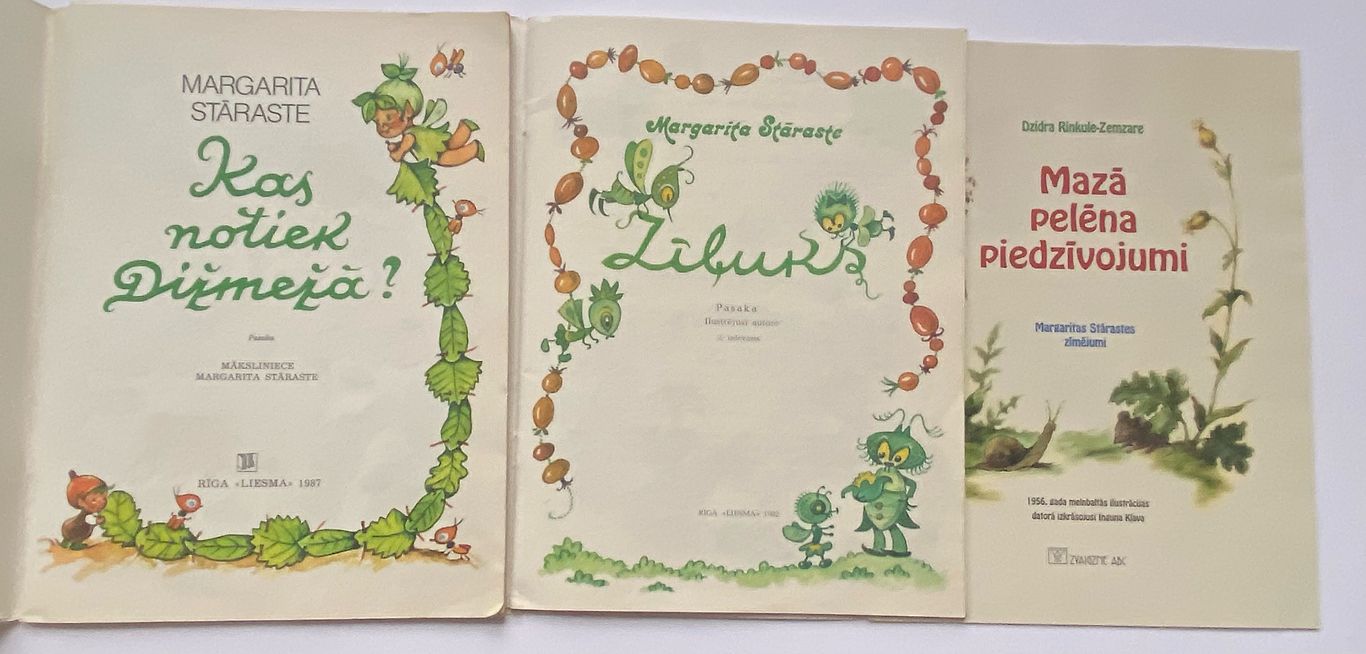 MARGARITA
STĀRASTE
Kas
notiek
Dižmežā?
Pasaka
MĀKSLINIECE
MARGARITA STĀRASTE
RĪGA «LIESMA» 1987
Margarita Stāraste
Zīļuks
Pasaka
Ilustrējusi autore
izdevums
RĪGA «LIESMA» 1982
Dzidra Rinkule-Zemzare
Mazā
pelēna
piedzīvojumi
Margaritas Stārastes
zīmējumi
1956. gada melnbaltās ilustrācijas
datorā izkrāsojusi Inguna Kļava
ZVAIGZNE ABC